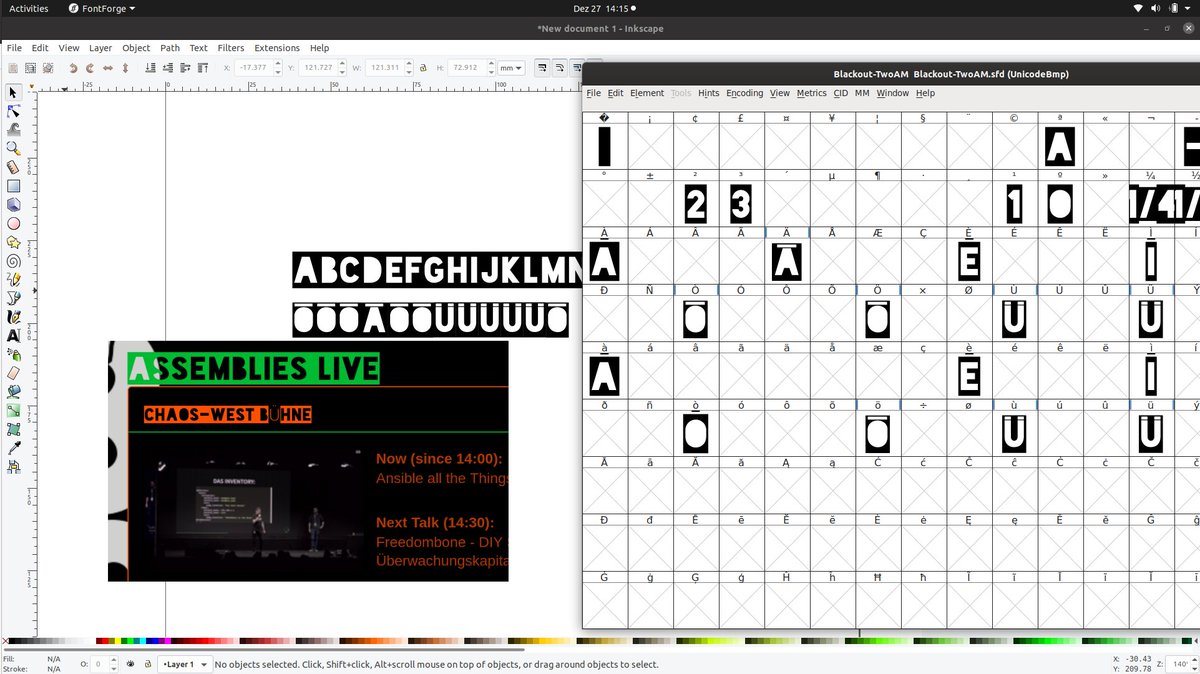 Activities FontForge Dez 27 14:15
*New document 1 - Inkscape
File Edit View Layer Object Path Text Filters Extensions Help
X: -17.377 Y: 121.727 W: 121.311 H: 72.912 mm
Blackout-TwoAM Blackout-TwoAM.sfd (UnicodeBmp)
File Edit Element Tools Hints Encoding View Metrics CID MM Window Help
ABCDEFGHIJKLMN
ASSEMBLIES LIVE
CHAOS-WEST BÜHNE
DAS INVENTORY:
Now (since 14:00):
Ansible all the Things
Next Talk (14:30):
Freedombone - DIY
Überwachungskapita
� ¡ ¢ £ ¤ ¥ ¦ § ¨ © ª « ¬ -
A
° ± ² ³ ´ µ ¶ · ¸ ¹ º » ¼ ½
2 3 1 O 1/4 1/
À Á Â Ã Ä Å Æ Ç È É Ê Ë Ì Í
Ð Ñ Ò Ó Ô Õ Ö × Ø Ù Ú Û Ü Ý
à á â ã ä å æ ç è é ê ë ì í
ð ñ ò ó ô õ ö ÷ ø ù ú û ü ý
Ā ā Ă ă Ą ą Ć ć Ĉ ĉ Ċ ċ Č č
Đ đ Ē ē Ĕ ĕ Ė ė Ę ę Ě ě Ĝ ĝ
Ġ ġ Ģ ģ Ĥ ĥ Ħ ħ Ĩ ĩ Ī ī Ĭ ĭ
Fill: N/A
Stroke: N/A
O: 0
•Layer 1
No objects selected. Click, Shift+click, Alt+scroll mouse on top of objects, or drag around objects to select.
X: -30.43
Y: 209.78
Z: 140